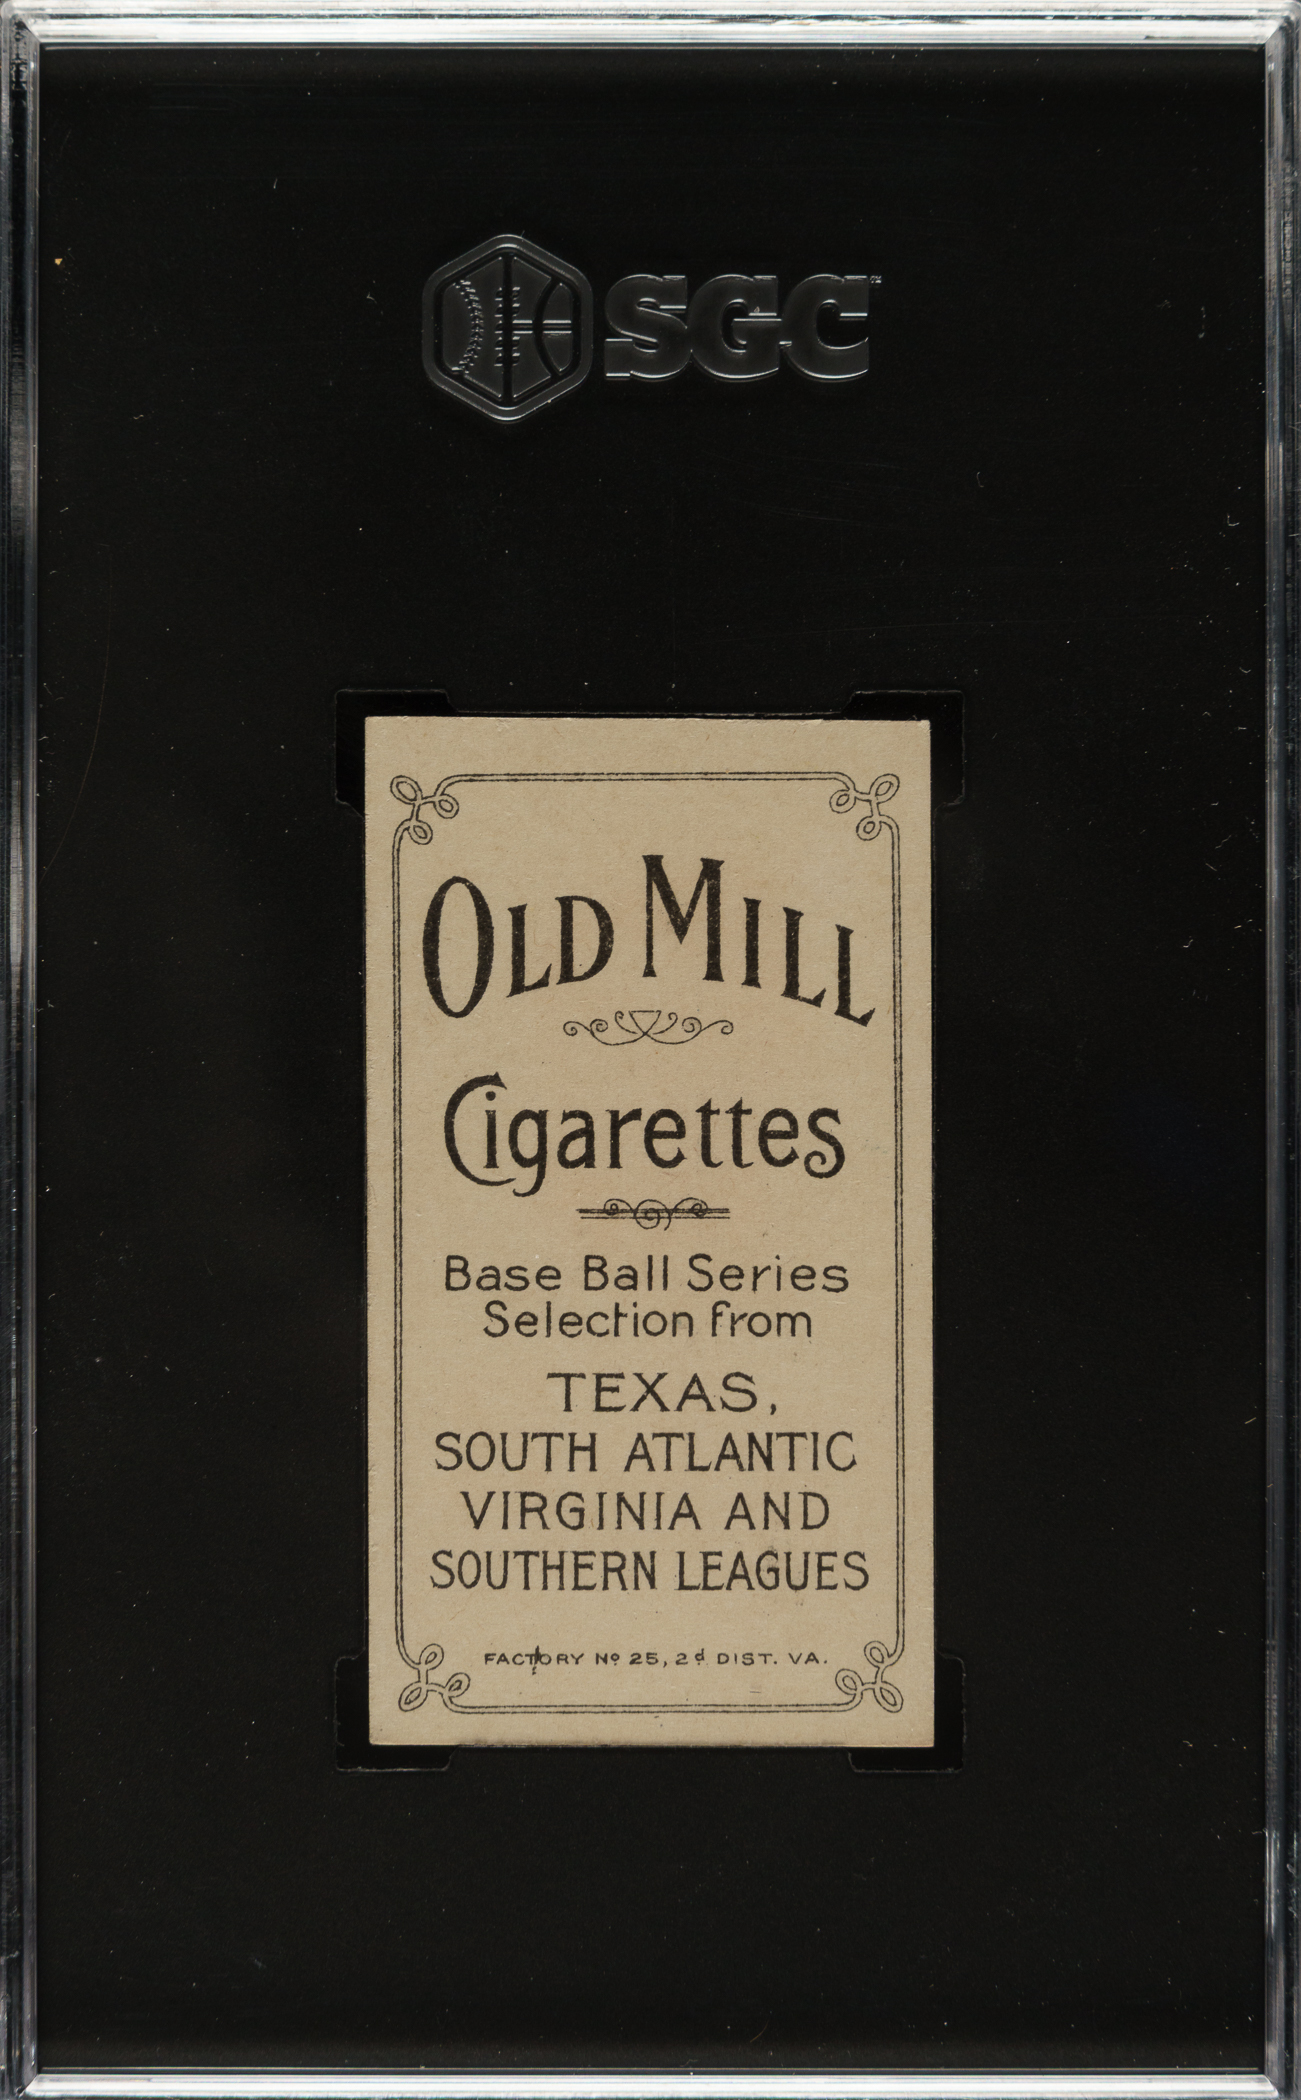 SGC™
OLD MILL
Cigarettes
Base Ball Series
Selection from
TEXAS,
SOUTH ATLANTIC
VIRGINIA AND
SOUTHERN LEAGUES
FACTORY Nº 25, 2d DIST. VA.